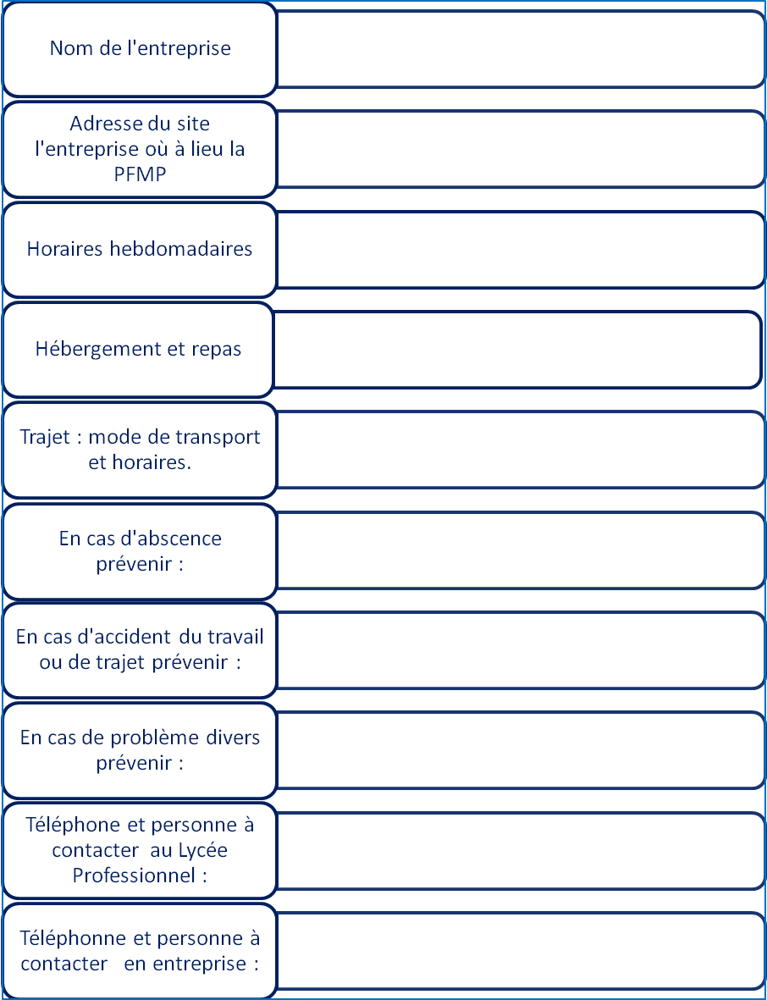 Nom de l'entreprise
Adresse du site
l'entreprise où à lieu la
PFMP
Horaires hebdomadaires
Hébergement et repas
Trajet : mode de transport
et horaires.
En cas d'abscence
prévenir :
En cas d'accident du travail
ou de trajet prévenir :
En cas de problème divers
prévenir :
Téléphone et personne à
contacter au Lycée
Professionnel :
Téléphonne et personne à
contacter en entreprise :